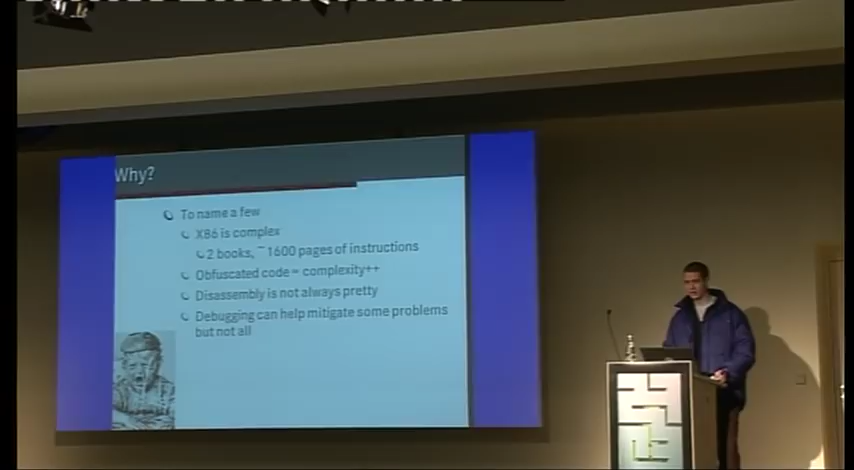 Why?
To name a few
X86 is complex
2 books, ~1600 pages of instructions
Obfuscated code = complexity++
Disassembly is not always pretty
Debugging can help mitigate some problems
but not all